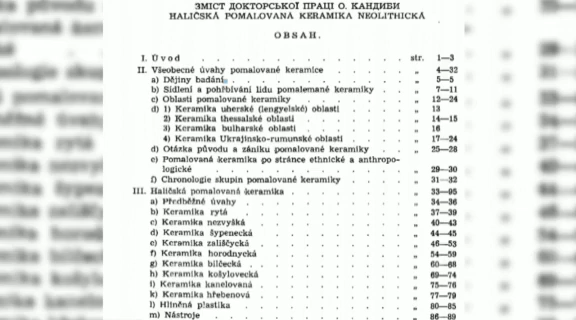 ЗМІСТ ДОКТОРСЬКОЇ ПРАЦІ О. КАНДИБИ
HALIČSKÁ POMALOVANÁ KERAMIKA NEOLITHICKÁ
OBSAH.
I. Úvod . . . . . . . . . . . str. 1—3
II. Všeobecné úvahy pomalované keramice . . . . . „ 4—32
a) Dějiny badání . . . . . . . . . „ 5—5
b) Sídlení a pohřbívání lidu pomalemané keramiky . . . „ 7—11
c) Oblasti pomalované keramiky . . . . . . „ 12—24
d) 1) Keramika uherské (lengyelské) oblasti . . . . „ 13
2) Keramika thessalské oblasti . . . . . „ 14—15
3) Keramika bulharské oblasti . . . . . „ 16
4) Keramika Ukrajinsko-rumunské oblasti . . . . „ 17—24
d) Otázka původu a zániku pomalované keramiky . . . „ 25—28
e) Pomalovaná keramika po stránce ethnické a anthropo-
logické . . . . . . . . . . „ 29—30
f) Chronologie skupin pomalované keramiky . . . . „ 31—32
III. Haličská pomalovaná keramika . . . . . . „ 33—95
a) Předběžné úvahy . . . . . . . . „ 34—36
b) Keramika rytá . . . . . . . . „ 37—39
c) Keramika nezvyšká . . . . . . . „ 40—43
d) Keramika šypenecká . . . . . . . „ 44—45
e) Keramika zališčycká . . . . . . . „ 46—53
f) Keramika horodnycká . . . . . . . „ 54—59
g) Keramika bilčecká . . . . . . . . „ 60—68
h) Keramika košylovecká . . . . . . . „ 69—74
i) Keramika kanelovaná . . . . . . . „ 75—76
k) Keramika hřebenová . . . . . . . „ 77—79
l) Hliněná plastika . . . . . . . . „ 80—85
m) Nástroje . . . . . . . . . . „ 86—89